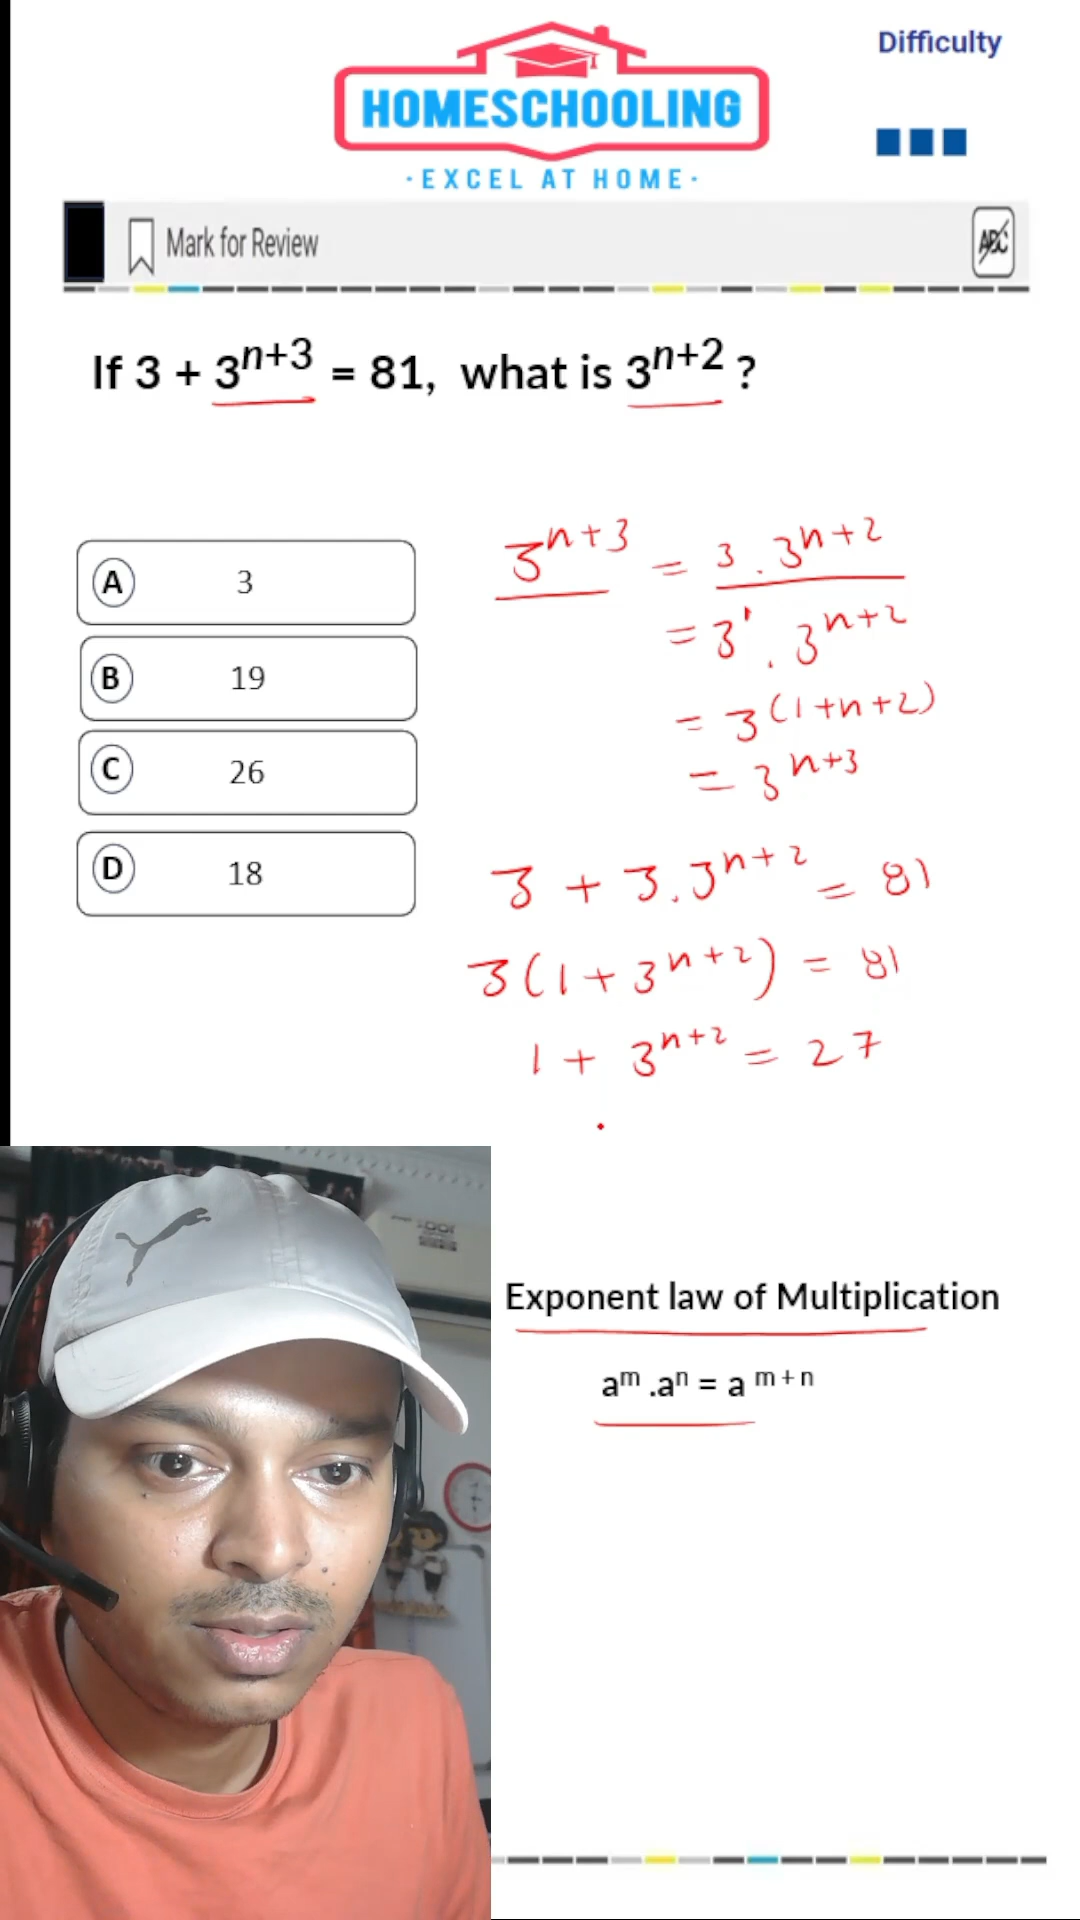 Difficulty
HOMESCHOOLING
·EXCEL AT HOME·
Mark for Review
ABC
If 3 + 3^{n+3} = 81, what is 3^{n+2} ?
A 3
B 19
C 26
D 18
3^{n+3} = 3 . 3^{n+2}
= 3^1 . 3^{n+2}
= 3^{(1+n+2)}
= 3^{n+3}
3 + 3 . 3^{n+2} = 81
3(1 + 3^{n+2}) = 81
1 + 3^{n+2} = 27
Exponent law of Multiplication
a^m .a^n = a^{m+n}